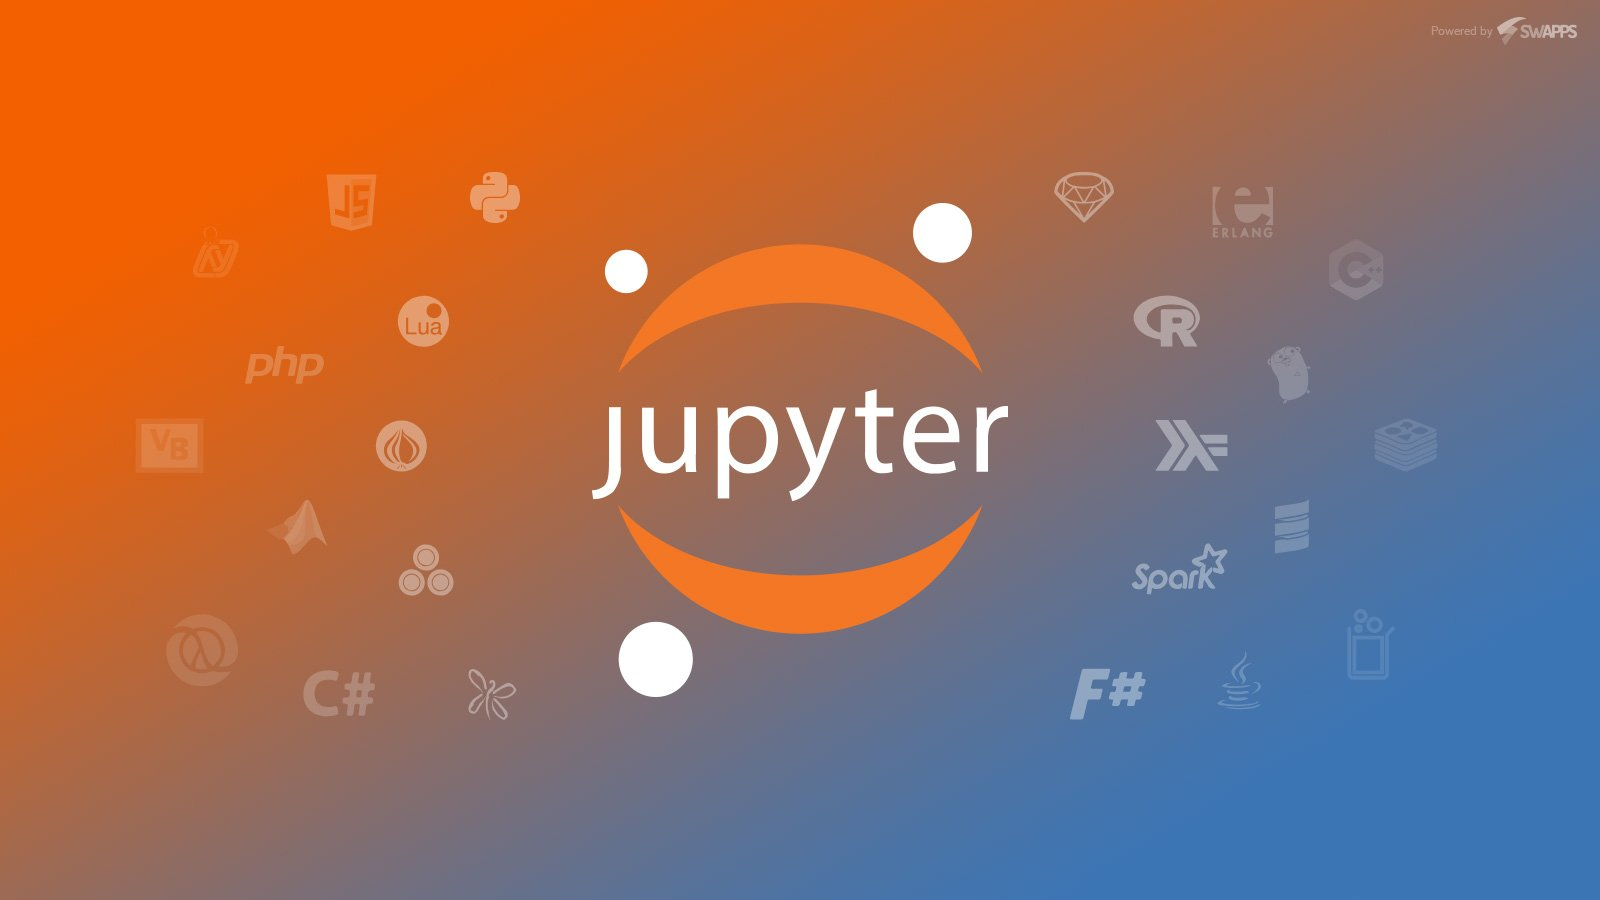 Powered by SWAPPS
JS
ERLANG
C++
Lua
R
php
jupyter
VB
Spark
C#
F#